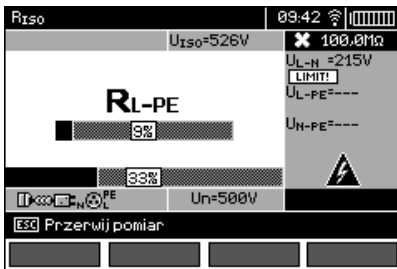 RISO 09:42
UISO=526V ✖ 100,0MΩ
UL-N =215V
LIMIT!
UL-PE=---
RL-PE
UN-PE=---
9%
33%
N L PE Un=500V
ESC Przerwij pomiar